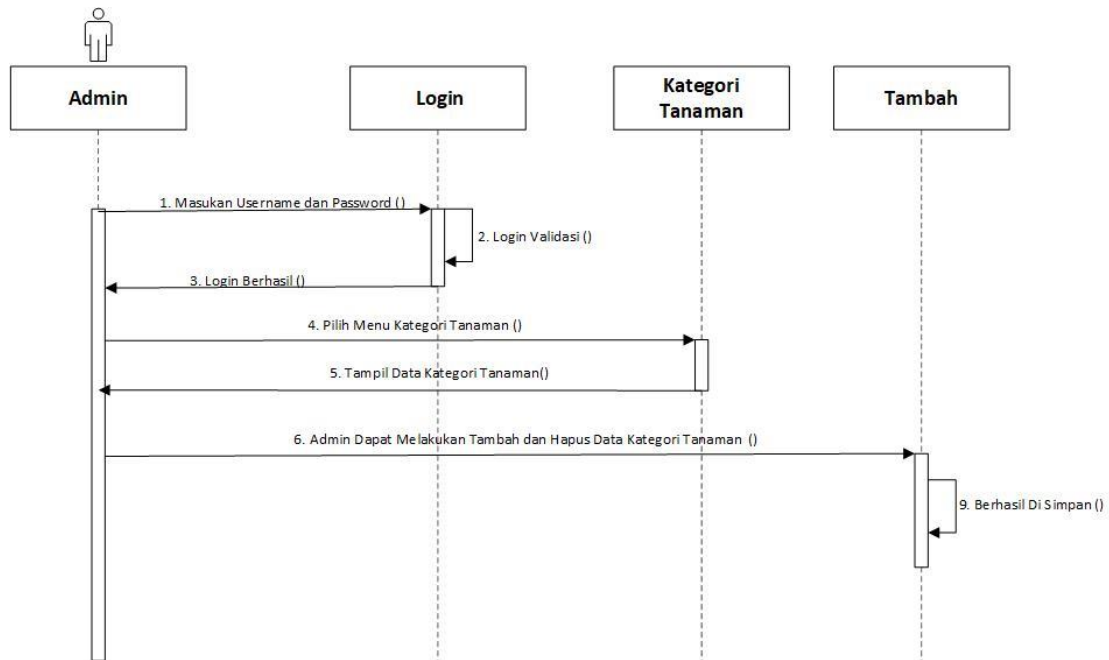 Admin
Login
Kategori
Tanaman
Tambah
1. Masukan Username dan Password ()
2. Login Validasi ()
3. Login Berhasil ()
4. Pilih Menu Kategori Tanaman ()
5. Tampil Data Kategori Tanaman()
6. Admin Dapat Melakukan Tambah dan Hapus Data Kategori Tanaman ()
9. Berhasil Di Simpan ()